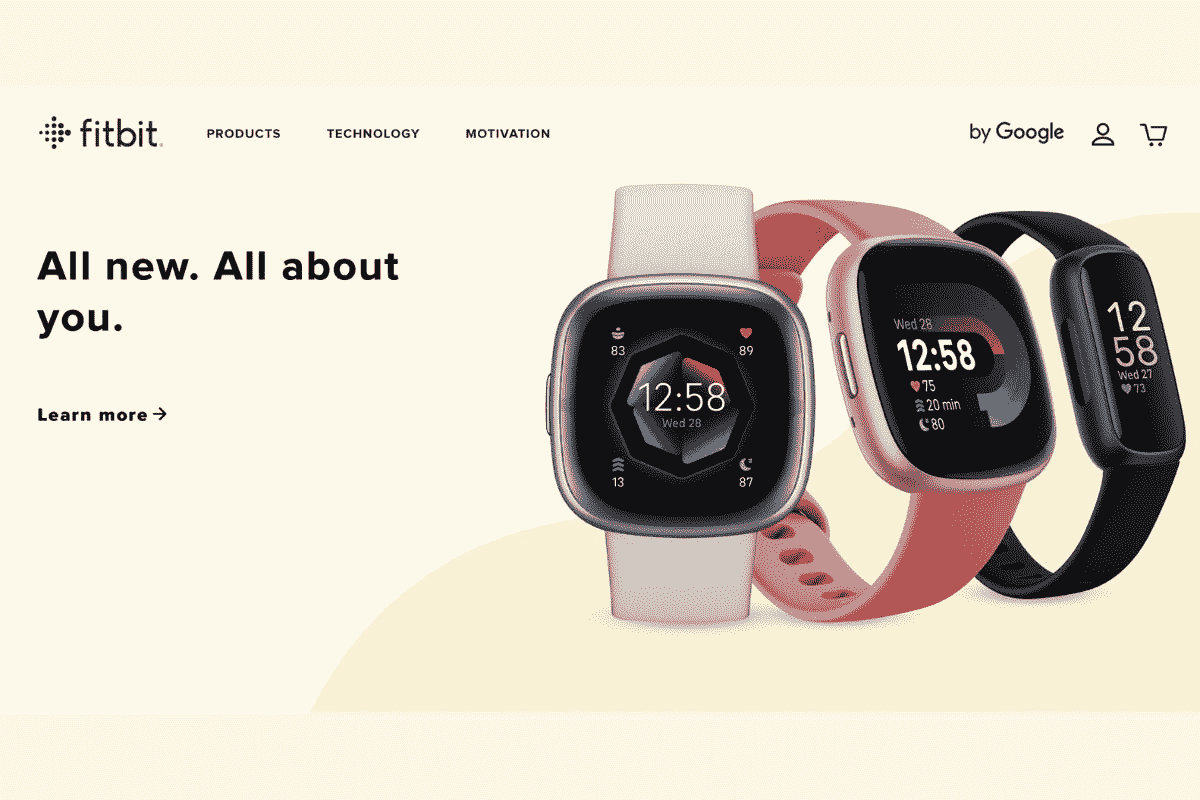 fitbit.
PRODUCTS
TECHNOLOGY
MOTIVATION
by Google
All new. All about
you.
Learn more →
83
89
12:58
Wed 28
13
87
Wed 28
12:58
75
20 min
80
12
58
Wed 27
73